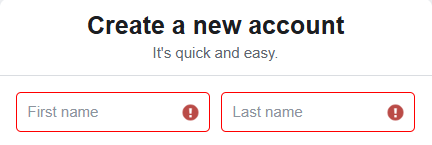 Create a new account
It's quick and easy.
First name Last name